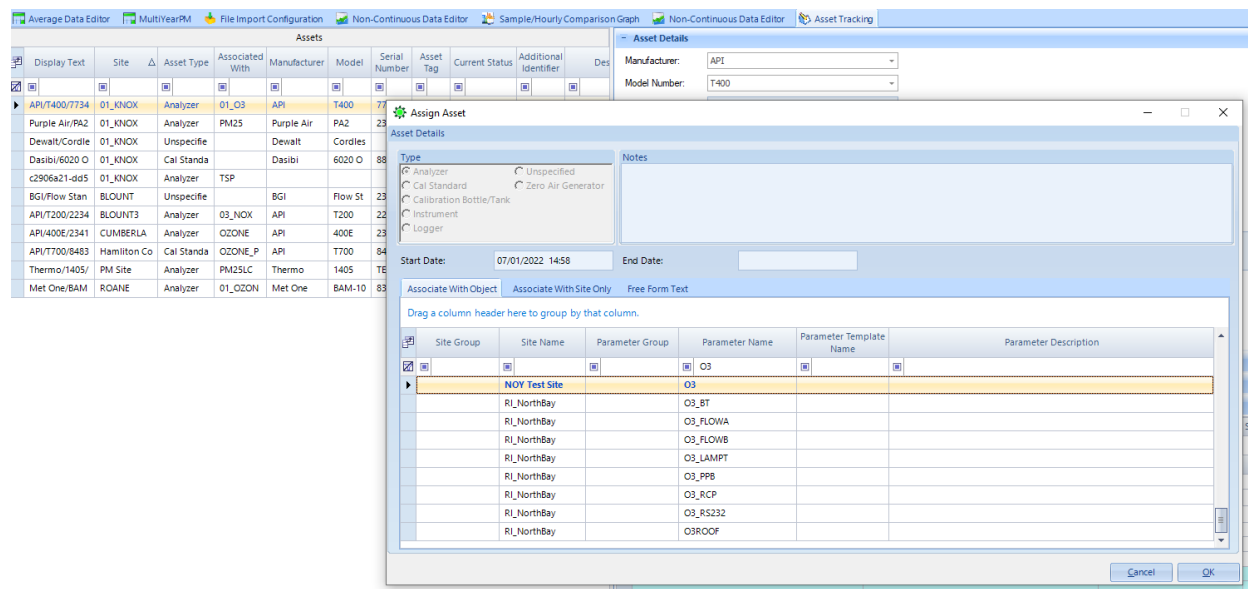 Average Data Editor MultiYearPM File Import Configuration Non-Continuous Data Editor Sample/Hourly Comparison Graph Non-Continuous Data Editor Asset Tracking
Assets
Display Text Site Asset Type Associated With Manufacturer Model Serial Number Asset Tag Current Status Additional Identifier Des
API/T400/7734 01_KNOX Analyzer 01_O3 API T400 77
Purple Air/PA2 01_KNOX Analyzer PM25 Purple Air PA2 23
Dewalt/Cordle 01_KNOX Unspecifie Dewalt Cordles
Dasibi/6020 O 01_KNOX Cal Standa Dasibi 6020 O 88
c2906a21-dd5 01_KNOX Analyzer TSP
BGI/Flow Stan BLOUNT Unspecifie BGI Flow St 23
API/T200/2234 BLOUNT3 Analyzer 03_NOX API T200 22
API/400E/2341 CUMBERLA Analyzer OZONE API 400E 23
API/T700/8483 Hamliton Co Cal Standa OZONE_P API T700 84
Thermo/1405/ PM Site Analyzer PM25LC Thermo 1405 TE
Met One/BAM ROANE Analyzer 01_OZON Met One BAM-10 83
Asset Details
Manufacturer: API
Model Number: T400
Assign Asset
Asset Details
Type
Analyzer Unspecified
Cal Standard Zero Air Generator
Calibration Bottle/Tank
Instrument
Logger
Notes
Start Date: 07/01/2022 14:58 End Date:
Associate With Object Associate With Site Only Free Form Text
Drag a column header here to group by that column.
Site Group Site Name Parameter Group Parameter Name Parameter Template Name Parameter Description
O3
NOY Test Site O3
RI_NorthBay O3_BT
RI_NorthBay O3_FLOWA
RI_NorthBay O3_FLOWB
RI_NorthBay O3_LAMPT
RI_NorthBay O3_PPB
RI_NorthBay O3_RCP
RI_NorthBay O3_RS232
RI_NorthBay O3ROOF
Cancel OK